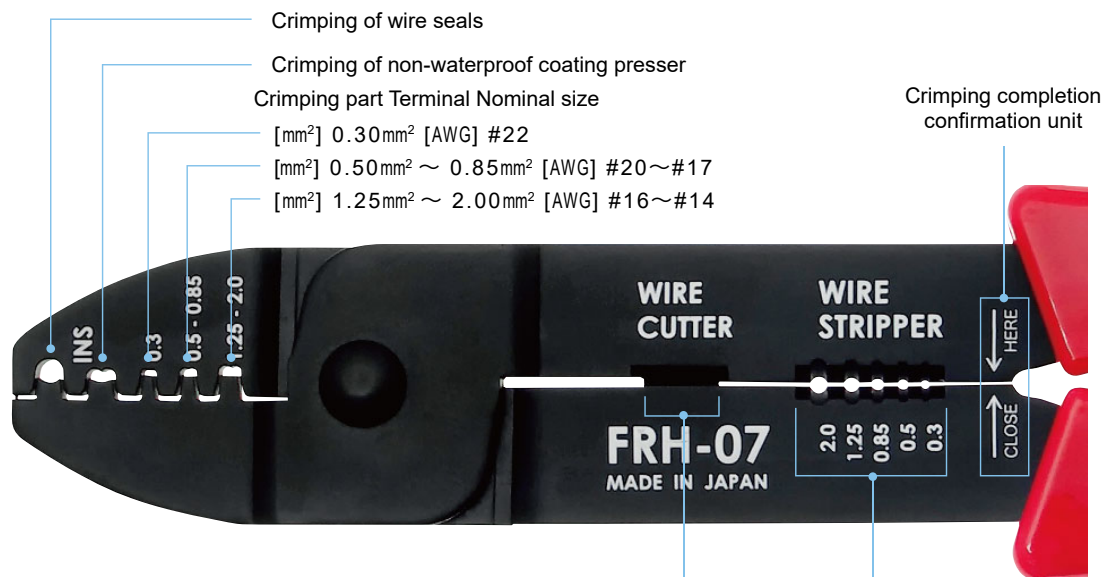 Crimping of wire seals
Crimping of non-waterproof coating presser
Crimping part Terminal Nominal size
[mm²] 0.30mm² [AWG] #22
[mm²] 0.50mm² ～ 0.85mm² [AWG] #20～#17
[mm²] 1.25mm² ～ 2.00mm² [AWG] #16～#14
Crimping completion
confirmation unit
INS
0.3
0.5 - 0.85
1.25 - 2.0
WIRE
CUTTER
WIRE
STRIPPER
HERE
CLOSE
FRH-07
MADE IN JAPAN
2.0
1.25
0.85
0.5
0.3